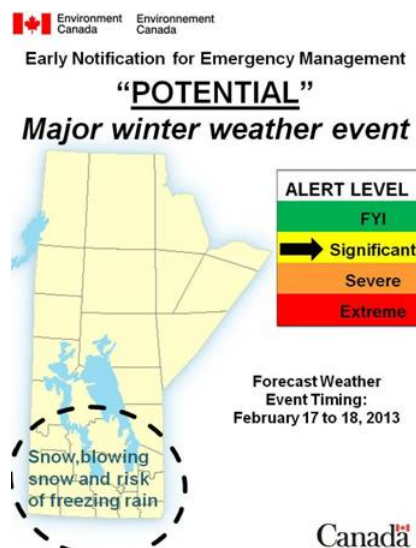 Environment Canada
Environnement Canada
Early Notification for Emergency Management
“POTENTIAL”
Major winter weather event
ALERT LEVEL
FYI
Significant
Severe
Extreme
Forecast Weather
Event Timing:
February 17 to 18, 2013
Snow,blowing
snow and risk
of freezing rain
Canada